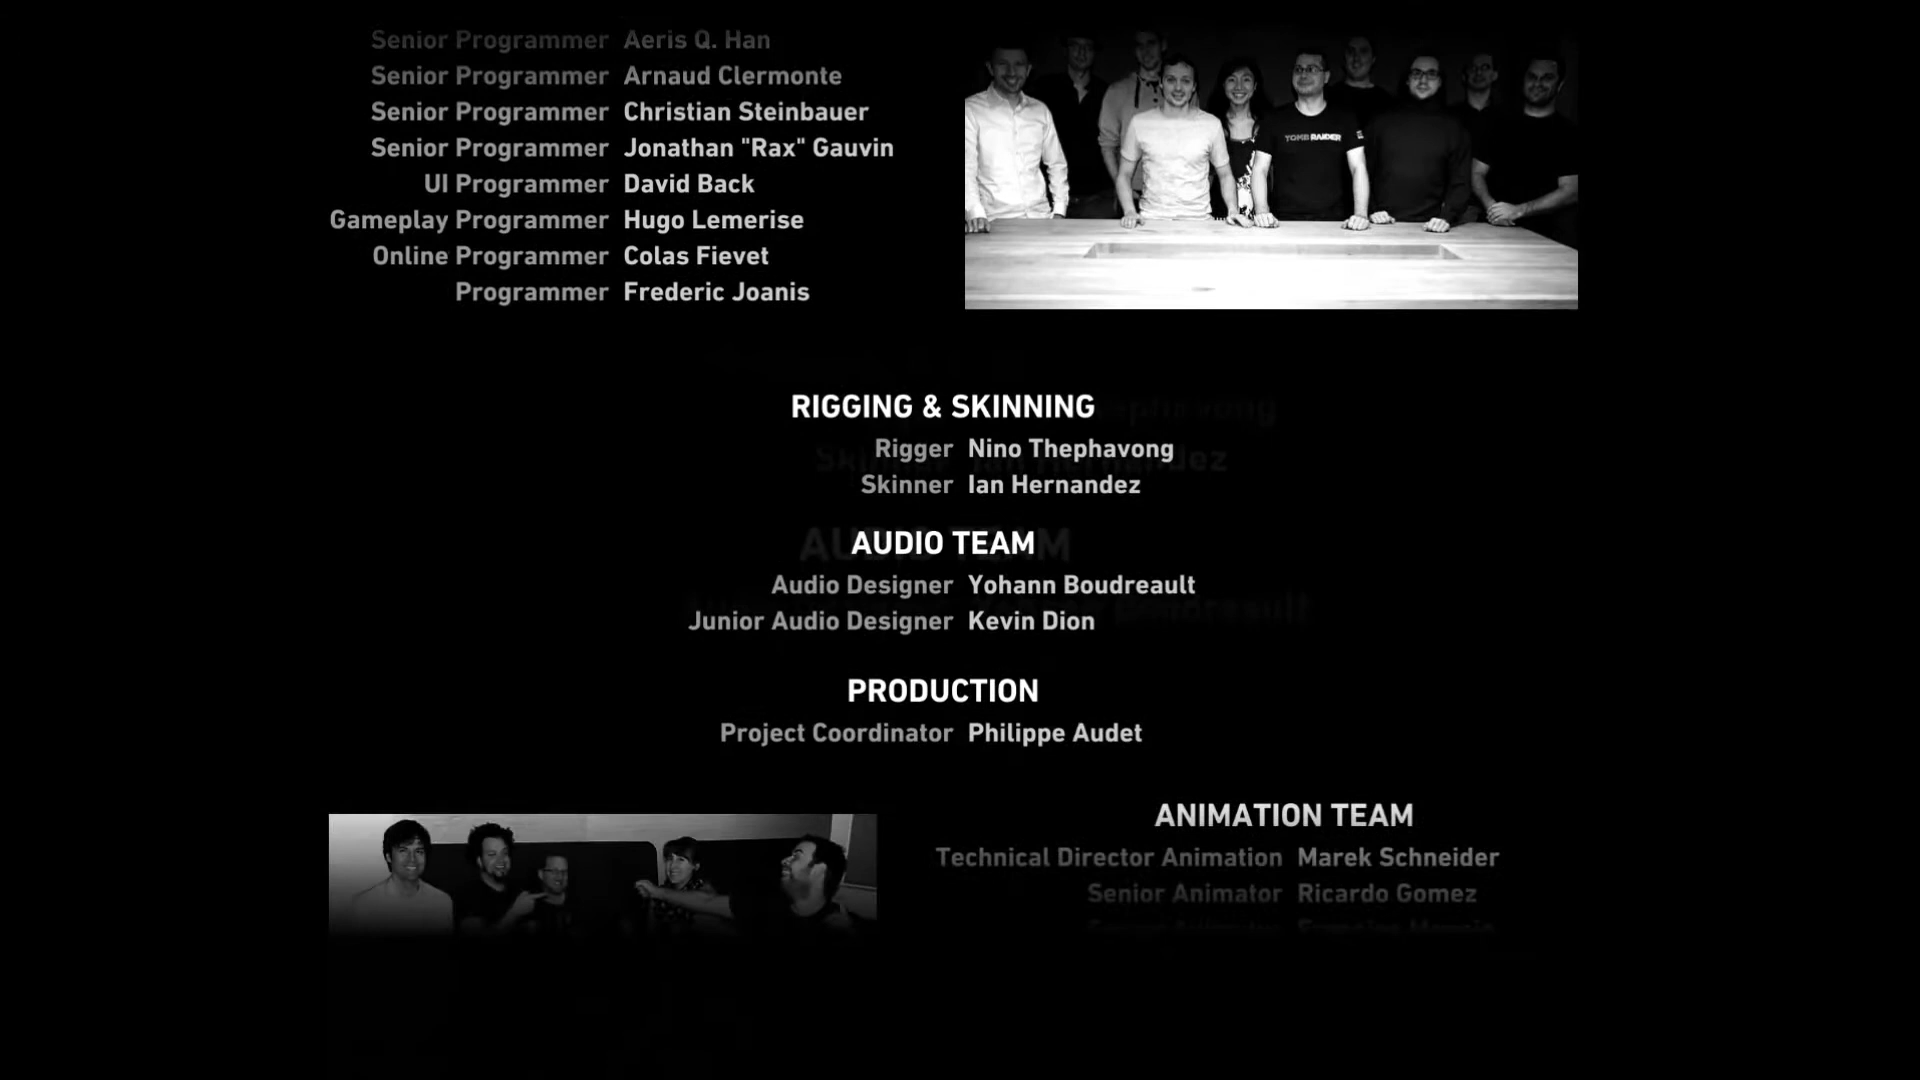 Senior Programmer Aeris Q. Han
Senior Programmer Arnaud Clermonte
Senior Programmer Christian Steinbauer
Senior Programmer Jonathan "Rax" Gauvin
UI Programmer David Back
Gameplay Programmer Hugo Lemerise
Online Programmer Colas Fievet
Programmer Frederic Joanis
TOMB RAIDER
RIGGING & SKINNING
Rigger Nino Thephavong
Skinner Ian Hernandez
AUDIO TEAM
Audio Designer Yohann Boudreault
Junior Audio Designer Kevin Dion
PRODUCTION
Project Coordinator Philippe Audet
ANIMATION TEAM
Technical Director Animation Marek Schneider
Senior Animator Ricardo Gomez